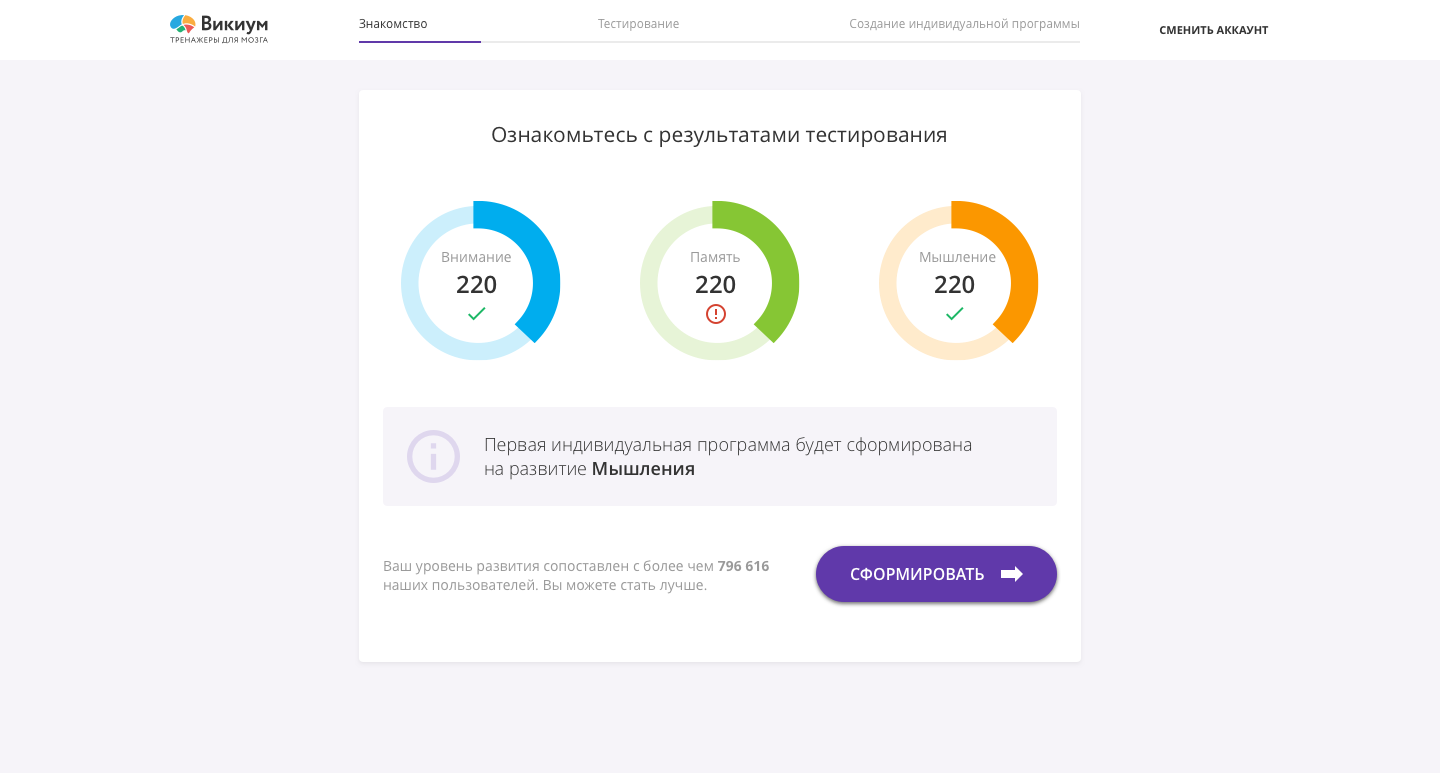 Викиум
ТРЕНАЖЕРЫ ДЛЯ МОЗГА
Знакомство
Тестирование
Создание индивидуальной программы
СМЕНИТЬ АККАУНТ
Ознакомьтесь с результатами тестирования
Внимание
220
Память
220
Мышление
220
Первая индивидуальная программа будет сформирована
на развитие Мышления
Ваш уровень развития сопоставлен с более чем 796 616
наших пользователей. Вы можете стать лучше.
СФОРМИРОВАТЬ